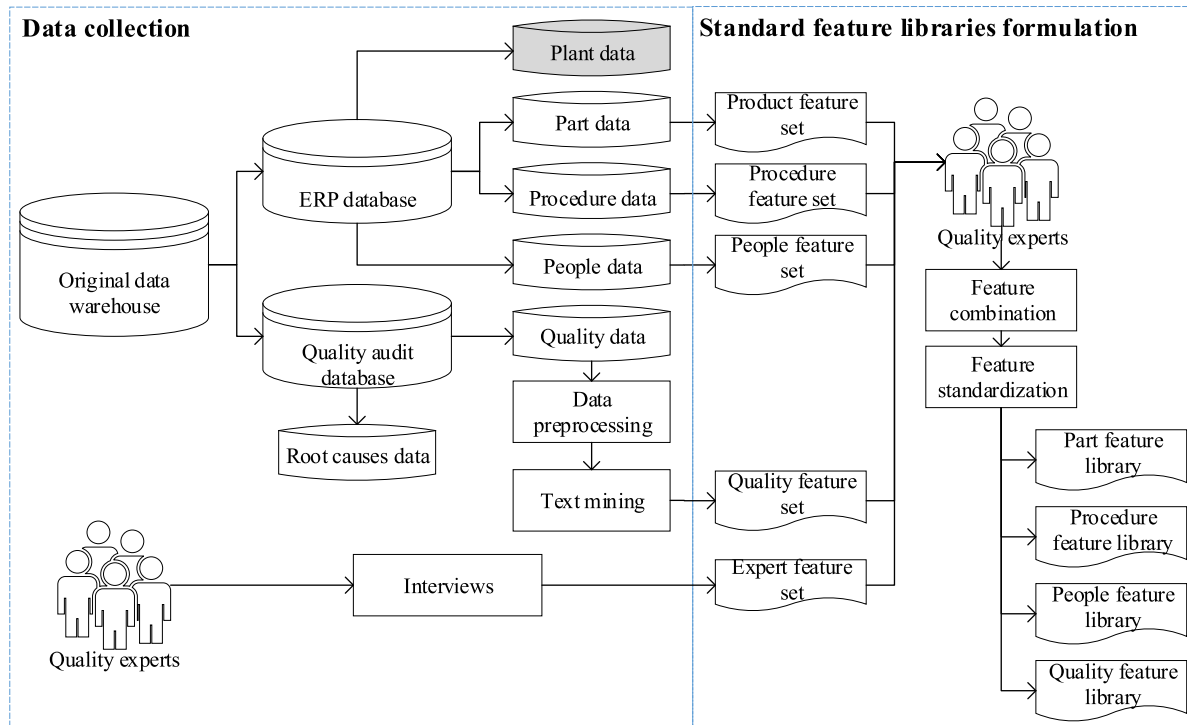 Data collection
Standard feature libraries formulation
Plant data
Part data
Procedure data
People data
ERP database
Original data
warehouse
Quality audit
database
Quality data
Data
preprocessing
Text mining
Root causes data
Quality experts
Interviews
Product feature
set
Procedure
feature set
People feature
set
Quality feature
set
Expert feature
set
Quality experts
Feature
combination
Feature
standardization
Part feature
library
Procedure
feature library
People feature
library
Quality feature
library